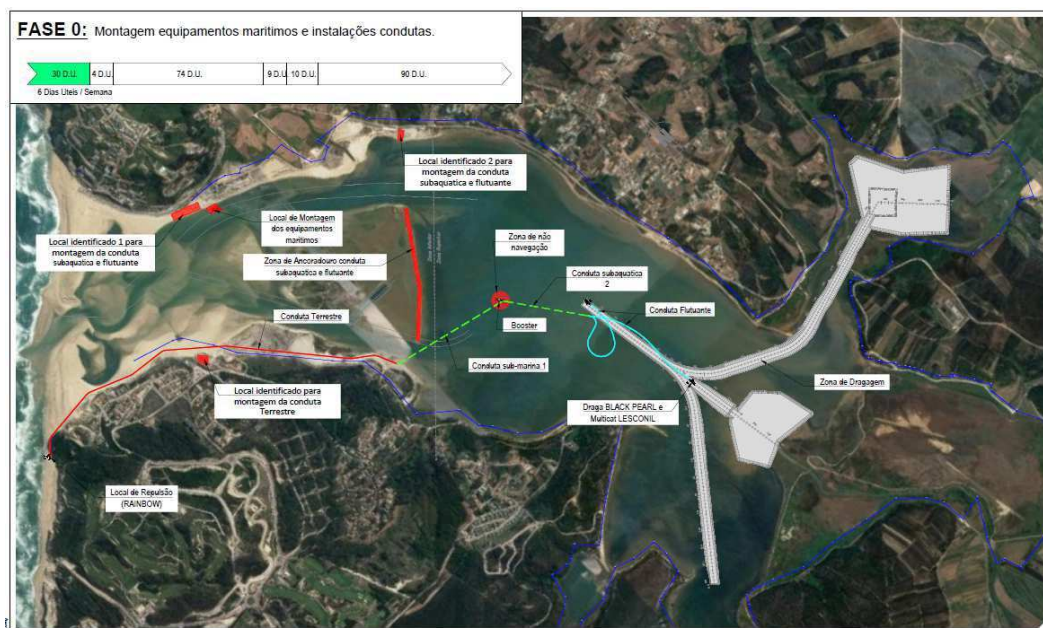 FASE 0: Montagem equipamentos maritimos e instalações condutas.
30 D.U.
4 D.U.
74 D.U.
9 D.U
10 D.U.
90 D.U.
6 Dias Uteis / Semana
Local identificado 2 para
montagem da conduta
subaquatica e flutuante
Local de Montagem
dos equipamentos
maritimos
Local identificado 1 para
montagem da conduta
subaquatica e flutuante
Zona de Ancoradouro conduta
subaquatica e flutuante
Zona de não
navegação
Conduta subaquatica
2
Conduta Flutuante
Conduta Terrestre
Booster
Conduta sub-marina 1
Zona de Dragagem
Local identificado para
montagem da conduta
Terrestre
Draga BLACK PEARL e
Multicat LESCONIL
Local de Repulsão
(RAINBOW)